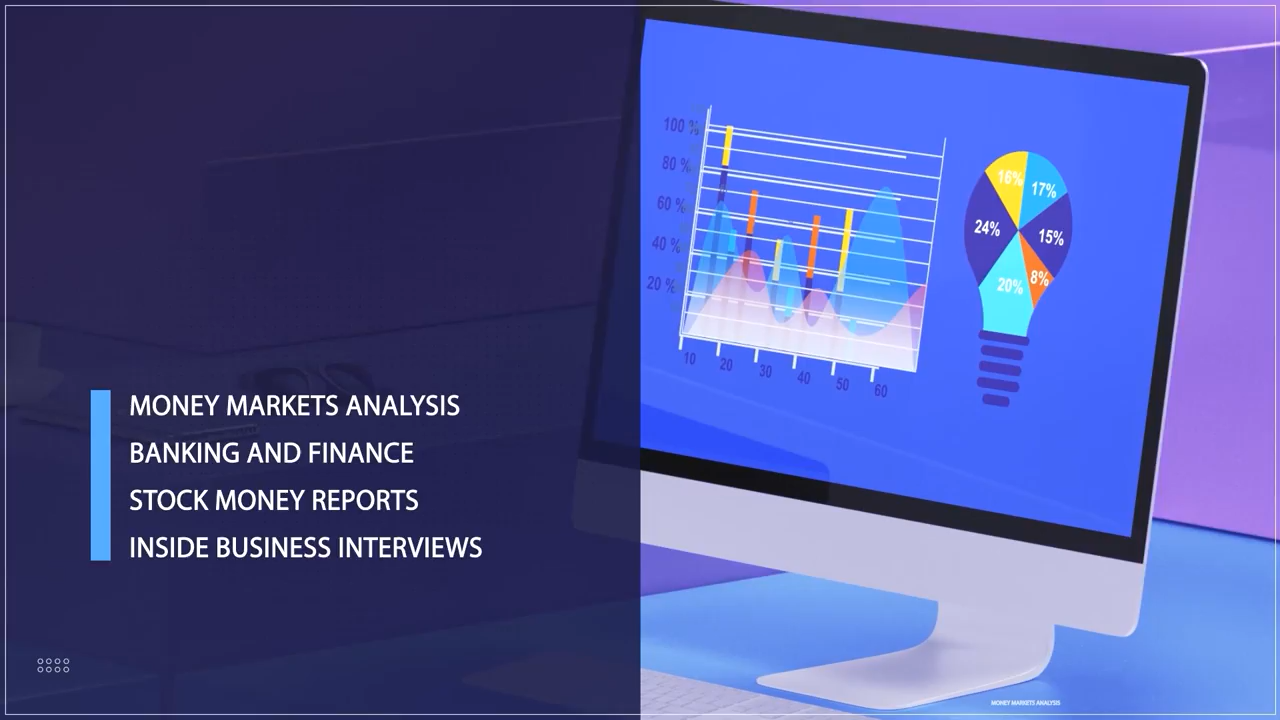 MONEY MARKETS ANALYSIS
BANKING AND FINANCE
STOCK MONEY REPORTS
INSIDE BUSINESS INTERVIEWS
100 %
80 %
60 %
40 %
20 %
10 20 30 40 50 60
16% 17%
24% 15%
20% 8%
MONEY MARKETS ANALYSIS